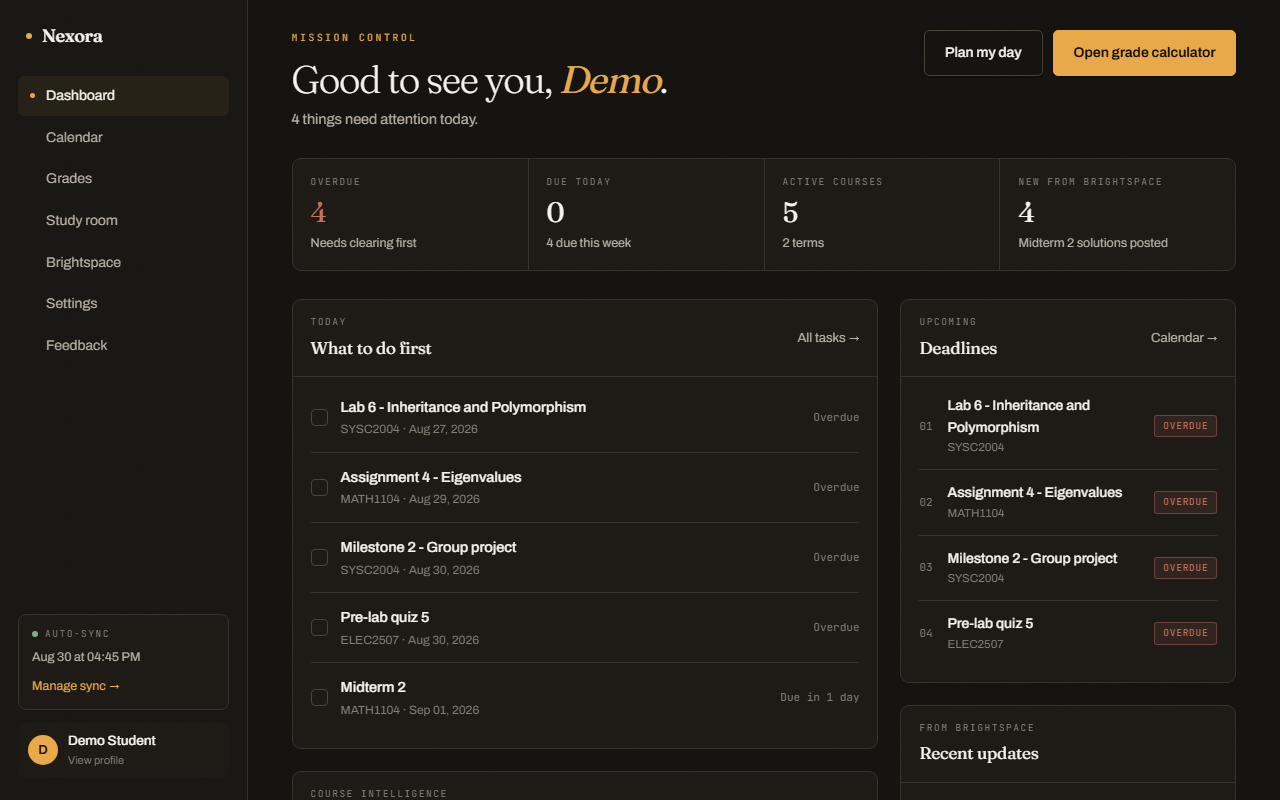 Nexora
Dashboard
Calendar
Grades
Study room
Brightspace
Settings
Feedback
AUTO-SYNC
Aug 30 at 04:45 PM
Manage sync →
D
Demo Student
View profile
MISSION CONTROL
Good to see you, Demo.
4 things need attention today.
Plan my day
Open grade calculator
OVERDUE
4
Needs clearing first
DUE TODAY
0
4 due this week
ACTIVE COURSES
5
2 terms
NEW FROM BRIGHTSPACE
4
Midterm 2 solutions posted
TODAY
What to do first
All tasks →
Lab 6 - Inheritance and Polymorphism
SYSC2004 · Aug 27, 2026
Overdue
Assignment 4 - Eigenvalues
MATH1104 · Aug 29, 2026
Overdue
Milestone 2 - Group project
SYSC2004 · Aug 30, 2026
Overdue
Pre-lab quiz 5
ELEC2507 · Aug 30, 2026
Overdue
Midterm 2
MATH1104 · Sep 01, 2026
Due in 1 day
COURSE INTELLIGENCE
UPCOMING
Deadlines
Calendar →
01
Lab 6 - Inheritance and
Polymorphism
SYSC2004
OVERDUE
02
Assignment 4 - Eigenvalues
MATH1104
OVERDUE
03
Milestone 2 - Group project
SYSC2004
OVERDUE
04
Pre-lab quiz 5
ELEC2507
OVERDUE
FROM BRIGHTSPACE
Recent updates